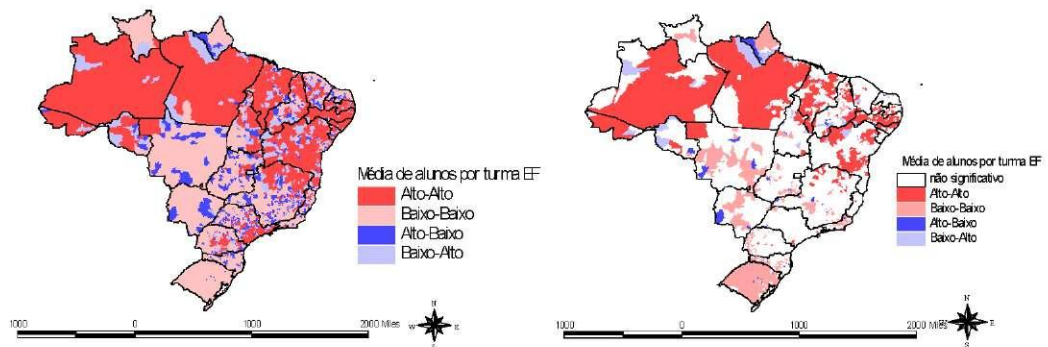 Média de alunos por turma EF
Alto-Alto
Baixo-Baixo
Alto-Baixo
Baixo-Alto
N
W E
S
1000 0 1000 2000 Miles
Média de alunos por turma EF
não significativo
Alto-Alto
Baixo-Baixo
Alto-Baixo
Baixo-Alto
N
E
S
1000 0 1000 2000 Miles